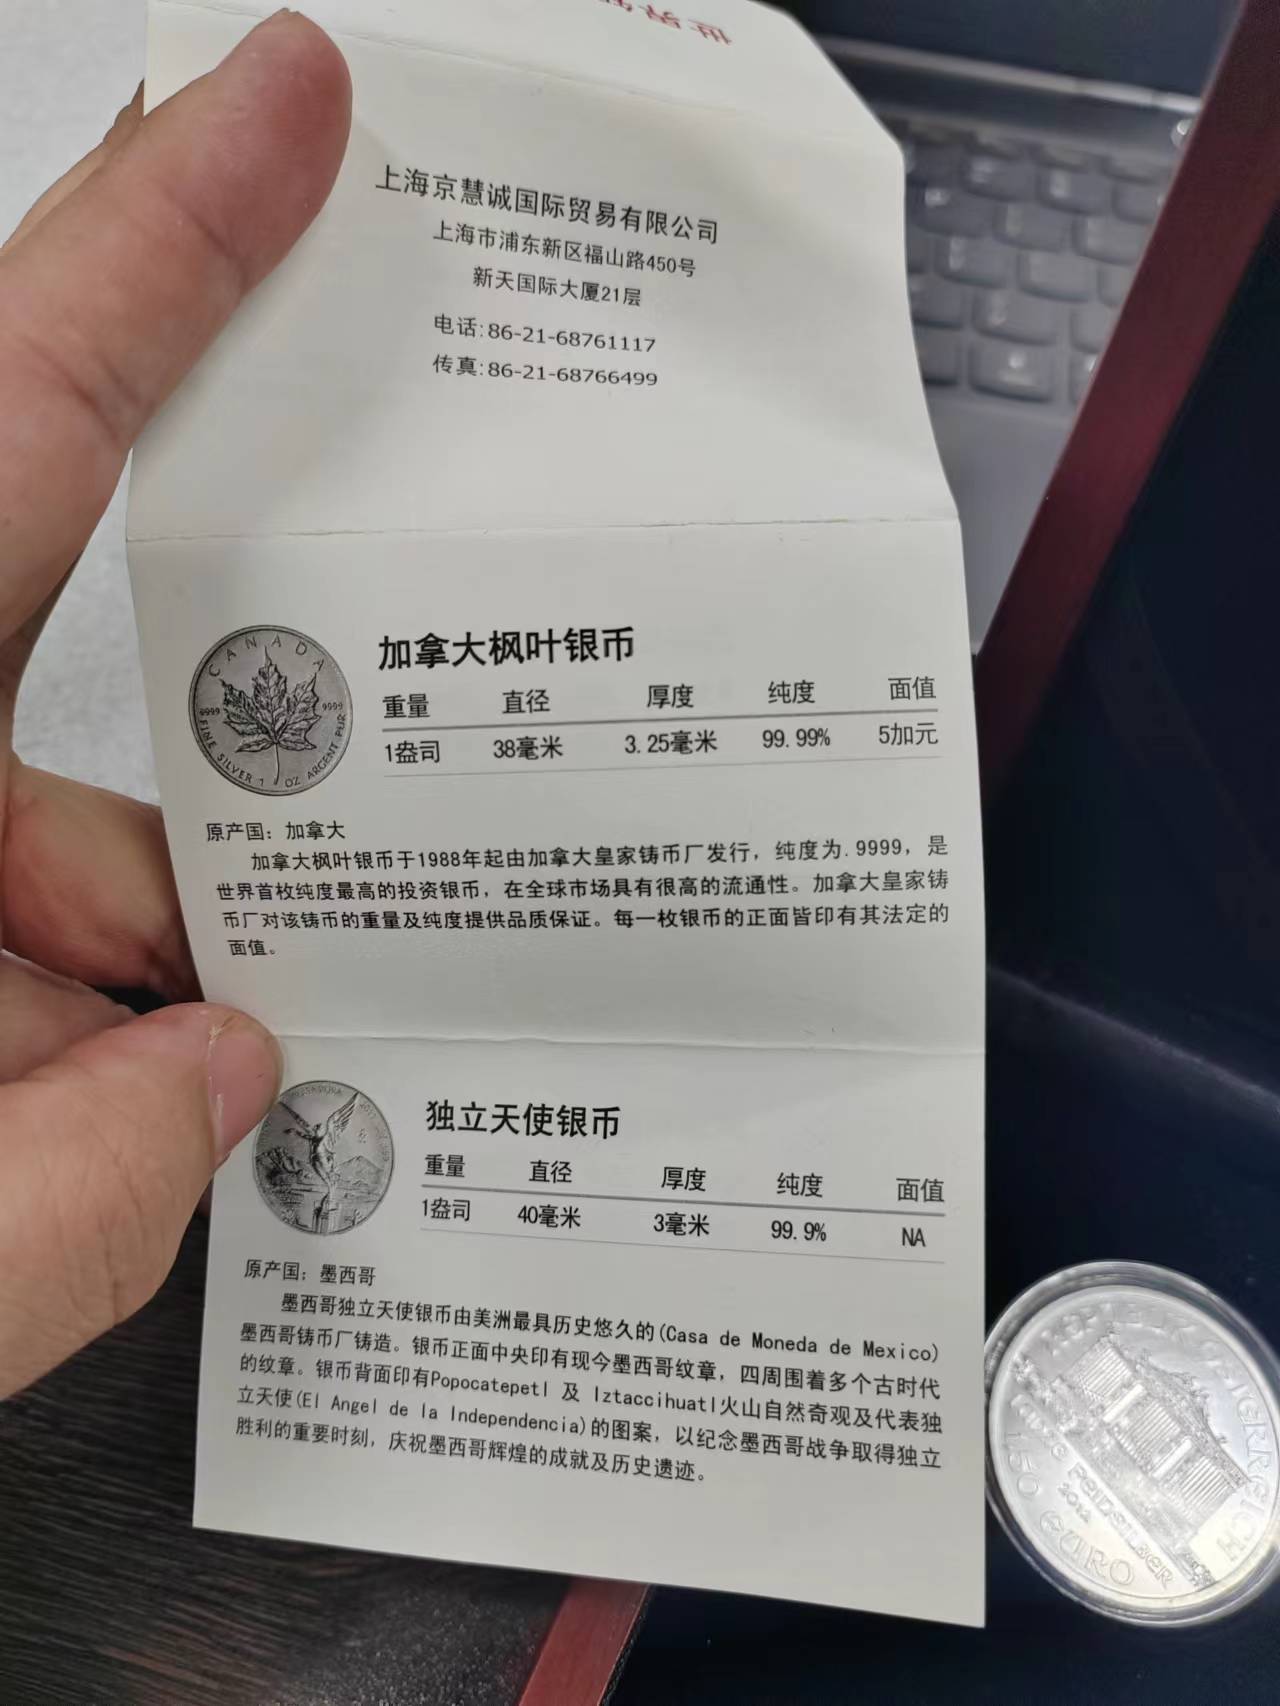 世界
上海京慧诚国际贸易有限公司
上海市浦东新区福山路450号
新天国际大厦21层
电话:86-21-68761117
传真:86-21-68766499
CANADA
9999 9999
FINE SILVER 1 OZ ARGENT PUR
加拿大枫叶银币
重量 直径 厚度 纯度 面值
1盎司 38毫米 3.25毫米 99.99% 5加元
原产国：加拿大
加拿大枫叶银币于1988年起由加拿大皇家铸币厂发行，纯度为.9999，是
世界首枚纯度最高的投资银币，在全球市场具有很高的流通性。加拿大皇家铸
币厂对该铸币的重量及纯度提供品质保证。每一枚银币的正面皆印有其法定的
面值。
独立天使银币
重量 直径 厚度 纯度 面值
1盎司 40毫米 3毫米 99.9% NA
原产国：墨西哥
墨西哥独立天使银币由美洲最具历史悠久的(Casa de Moneda de Mexico)
墨西哥铸币厂铸造。银币正面中央印有现今墨西哥纹章，四周围着多个古时代
的纹章。银币背面印有Popocatepetl 及 Iztaccihuatl火山自然奇观及代表独
立天使(El Angel de la Independencia)的图案，以纪念墨西哥战争取得独立
胜利的重要时刻，庆祝墨西哥辉煌的成就及历史遗迹。
REPUBLIK ÖSTERREICH
1 UNZE FEINSILBER
2012
1.50 EURO